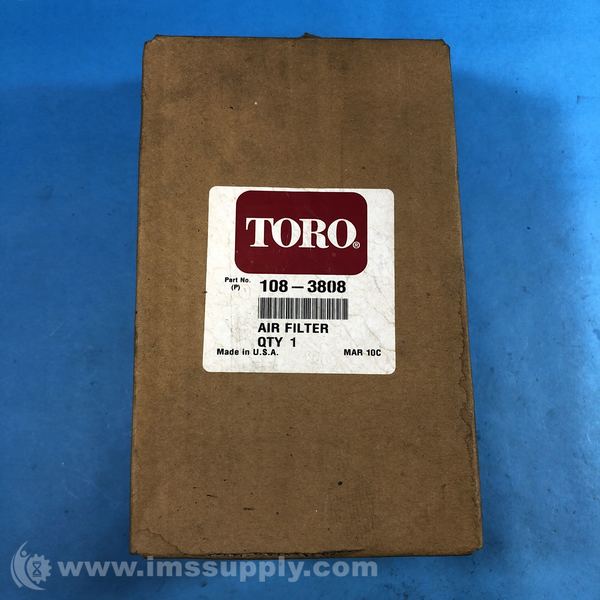 TORO®
Part No. (P) 108-3808
AIR FILTER
QTY 1
Made in U.S.A. MAR 10C
www.imssupply.com